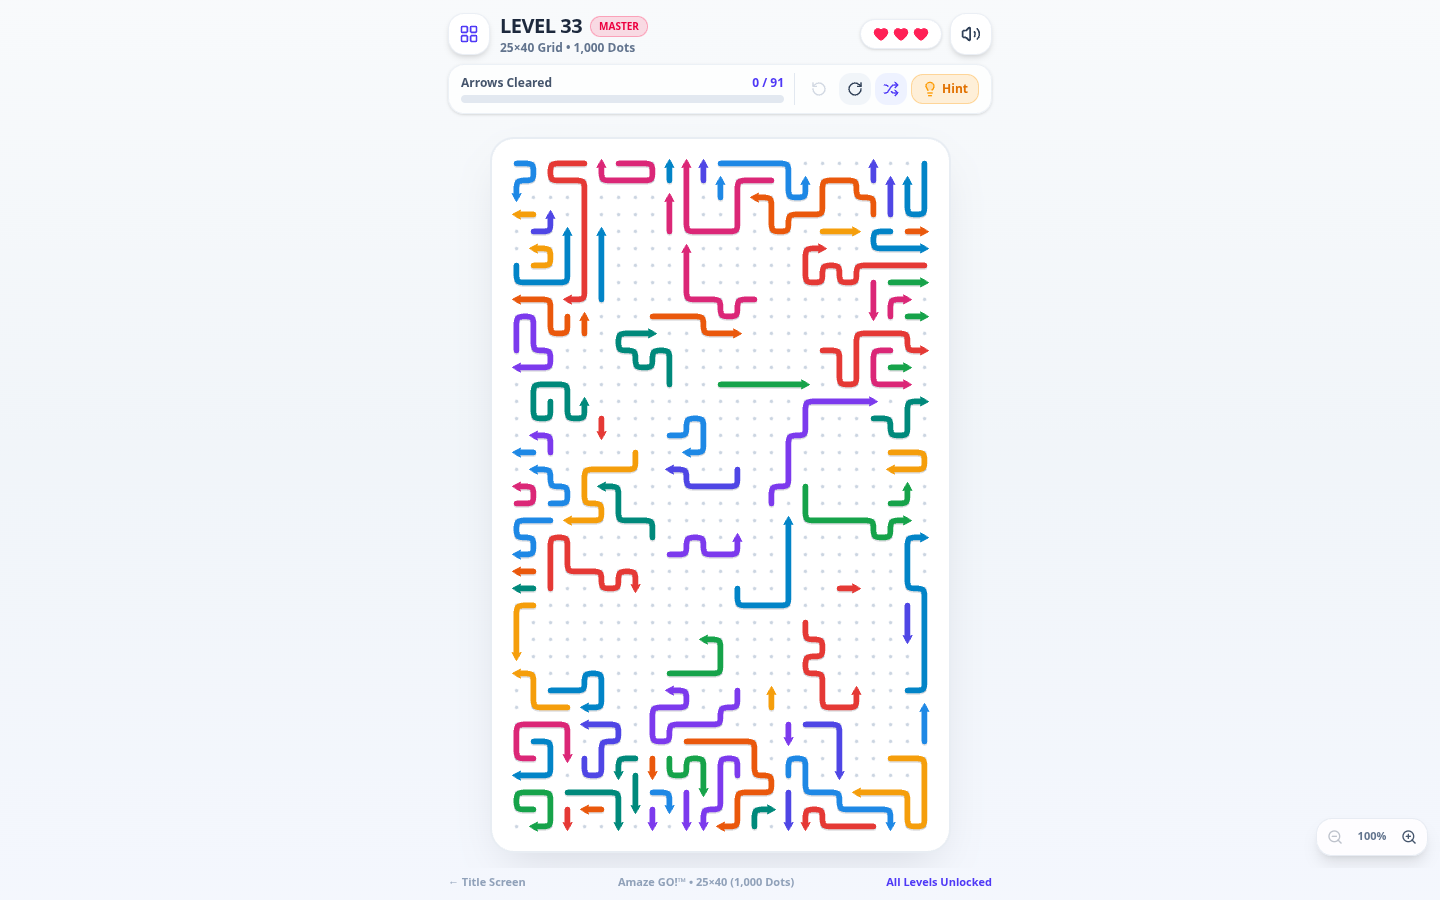 LEVEL 33
MASTER
25×40 Grid • 1,000 Dots
Arrows Cleared
0 / 91
Hint
100%
← Title Screen
Amaze GO!™ • 25×40 (1,000 Dots)
All Levels Unlocked